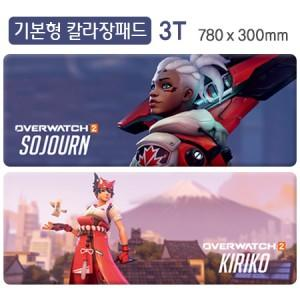 기본형 칼라장패드 3T 780 x 300mm
OVERWATCH 2
SOJOURN
OVERWATCH 2
KIRIKO